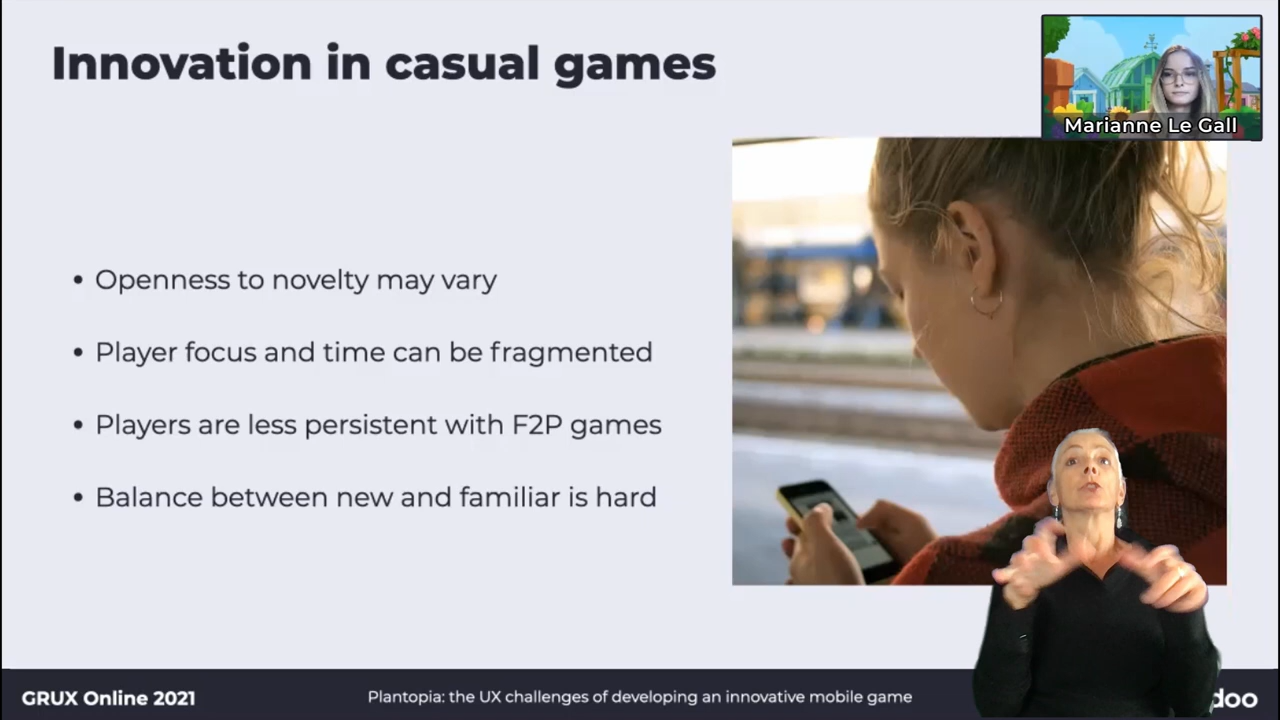 Innovation in casual games
Marianne Le Gall
• Openness to novelty may vary
• Player focus and time can be fragmented
• Players are less persistent with F2P games
• Balance between new and familiar is hard
GRUX Online 2021
Plantopia: the UX challenges of developing an innovative mobile game